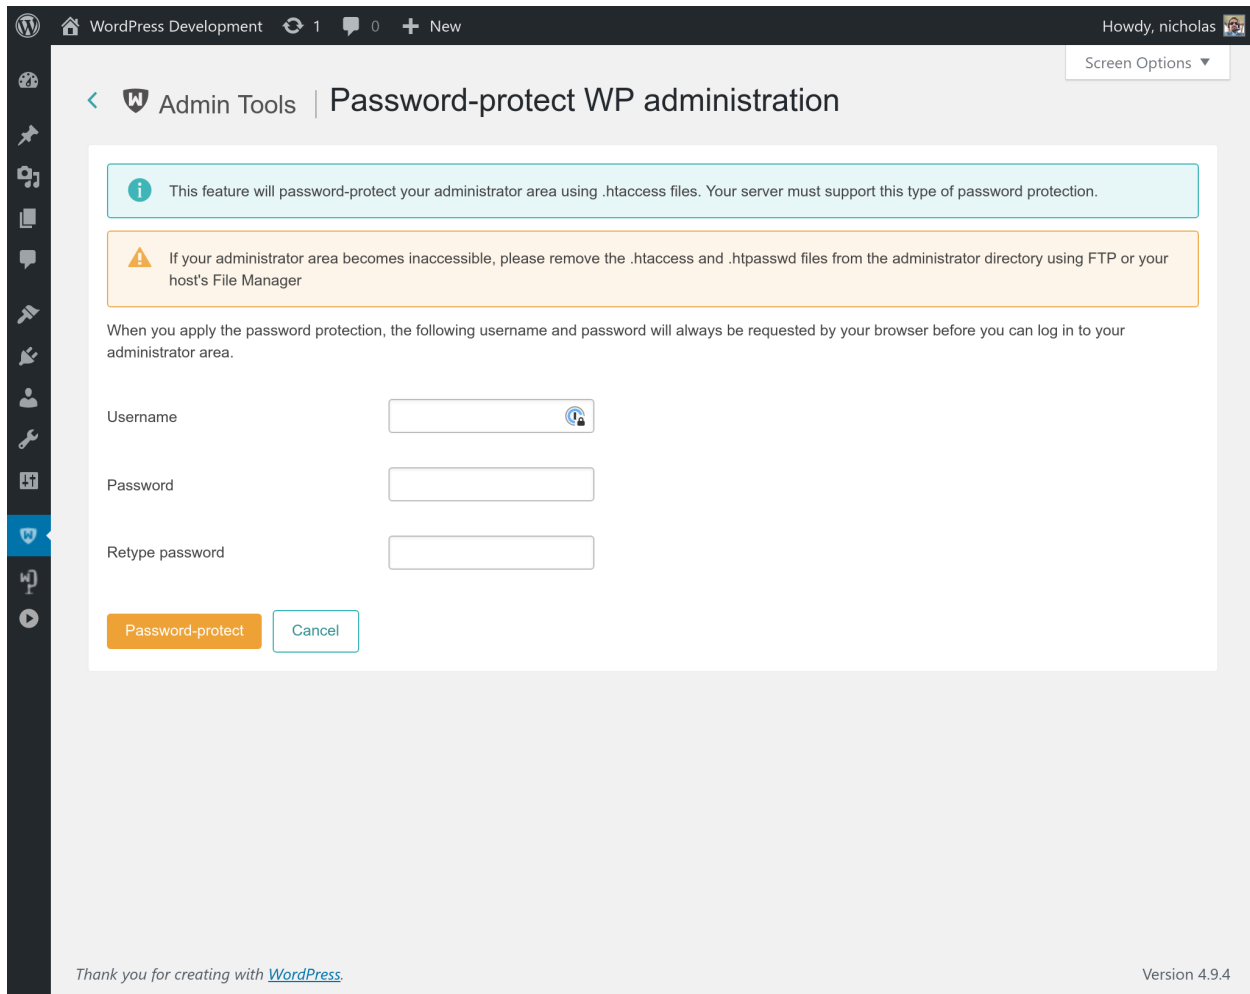 WordPress Development 1 0 New Howdy, nicholas
Screen Options ▼
Admin Tools | Password-protect WP administration
This feature will password-protect your administrator area using .htaccess files. Your server must support this type of password protection.
If your administrator area becomes inaccessible, please remove the .htaccess and .htpasswd files from the administrator directory using FTP or your
host's File Manager
When you apply the password protection, the following username and password will always be requested by your browser before you can log in to your
administrator area.
Username
Password
Retype password
Password-protect Cancel
Thank you for creating with WordPress. Version 4.9.4